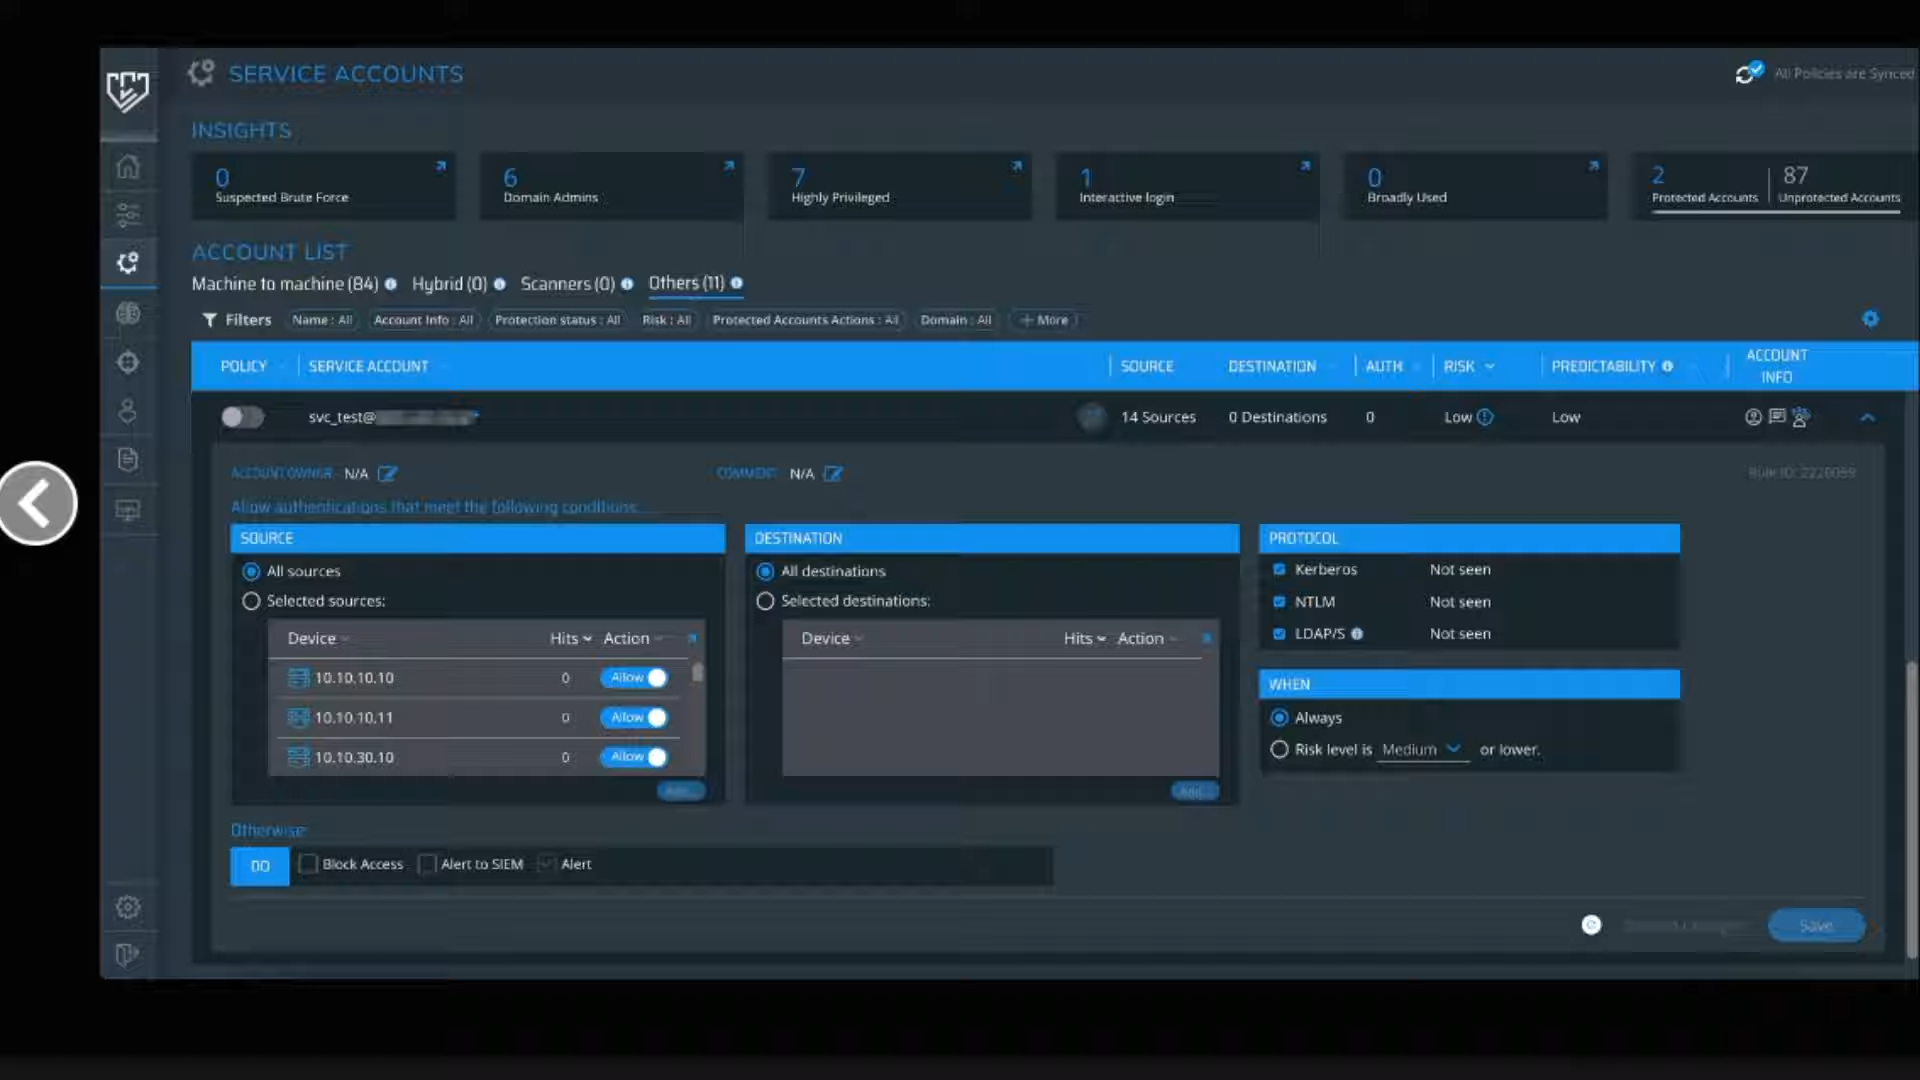 SERVICE ACCOUNTS
All Policies are Synced
INSIGHTS
0 Suspected Brute Force
6 Domain Admins
7 Highly Privileged
1 Interactive login
0 Broadly Used
2 Protected Accounts
87 Unprotected Accounts
ACCOUNT LIST
Machine to machine (84) Hybrid (0) Scanners (0) Others (11)
Filters Name : All Account Info : All Protection status : All Risk : All Protected Accounts Actions : All Domain : All + More
POLICY SERVICE ACCOUNT SOURCE DESTINATION AUTH RISK PREDICTABILITY ACCOUNT INFO
svc_test@ 14 Sources 0 Destinations 0 Low Low
ACCOUNT OWNER N/A COMMENT N/A Rule ID: 2226059
Allow authentications that meet the following conditions:
SOURCE
All sources
Selected sources:
Device Hits Action
10.10.10.10 0 Allow
10.10.10.11 0 Allow
10.10.30.10 0 Allow
Add...
DESTINATION
All destinations
Selected destinations:
Device Hits Action
Add...
PROTOCOL
Kerberos Not seen
NTLM Not seen
LDAP/S Not seen
WHEN
Always
Risk level is Medium or lower.
Otherwise
DO Block Access Alert to SIEM Alert
Save